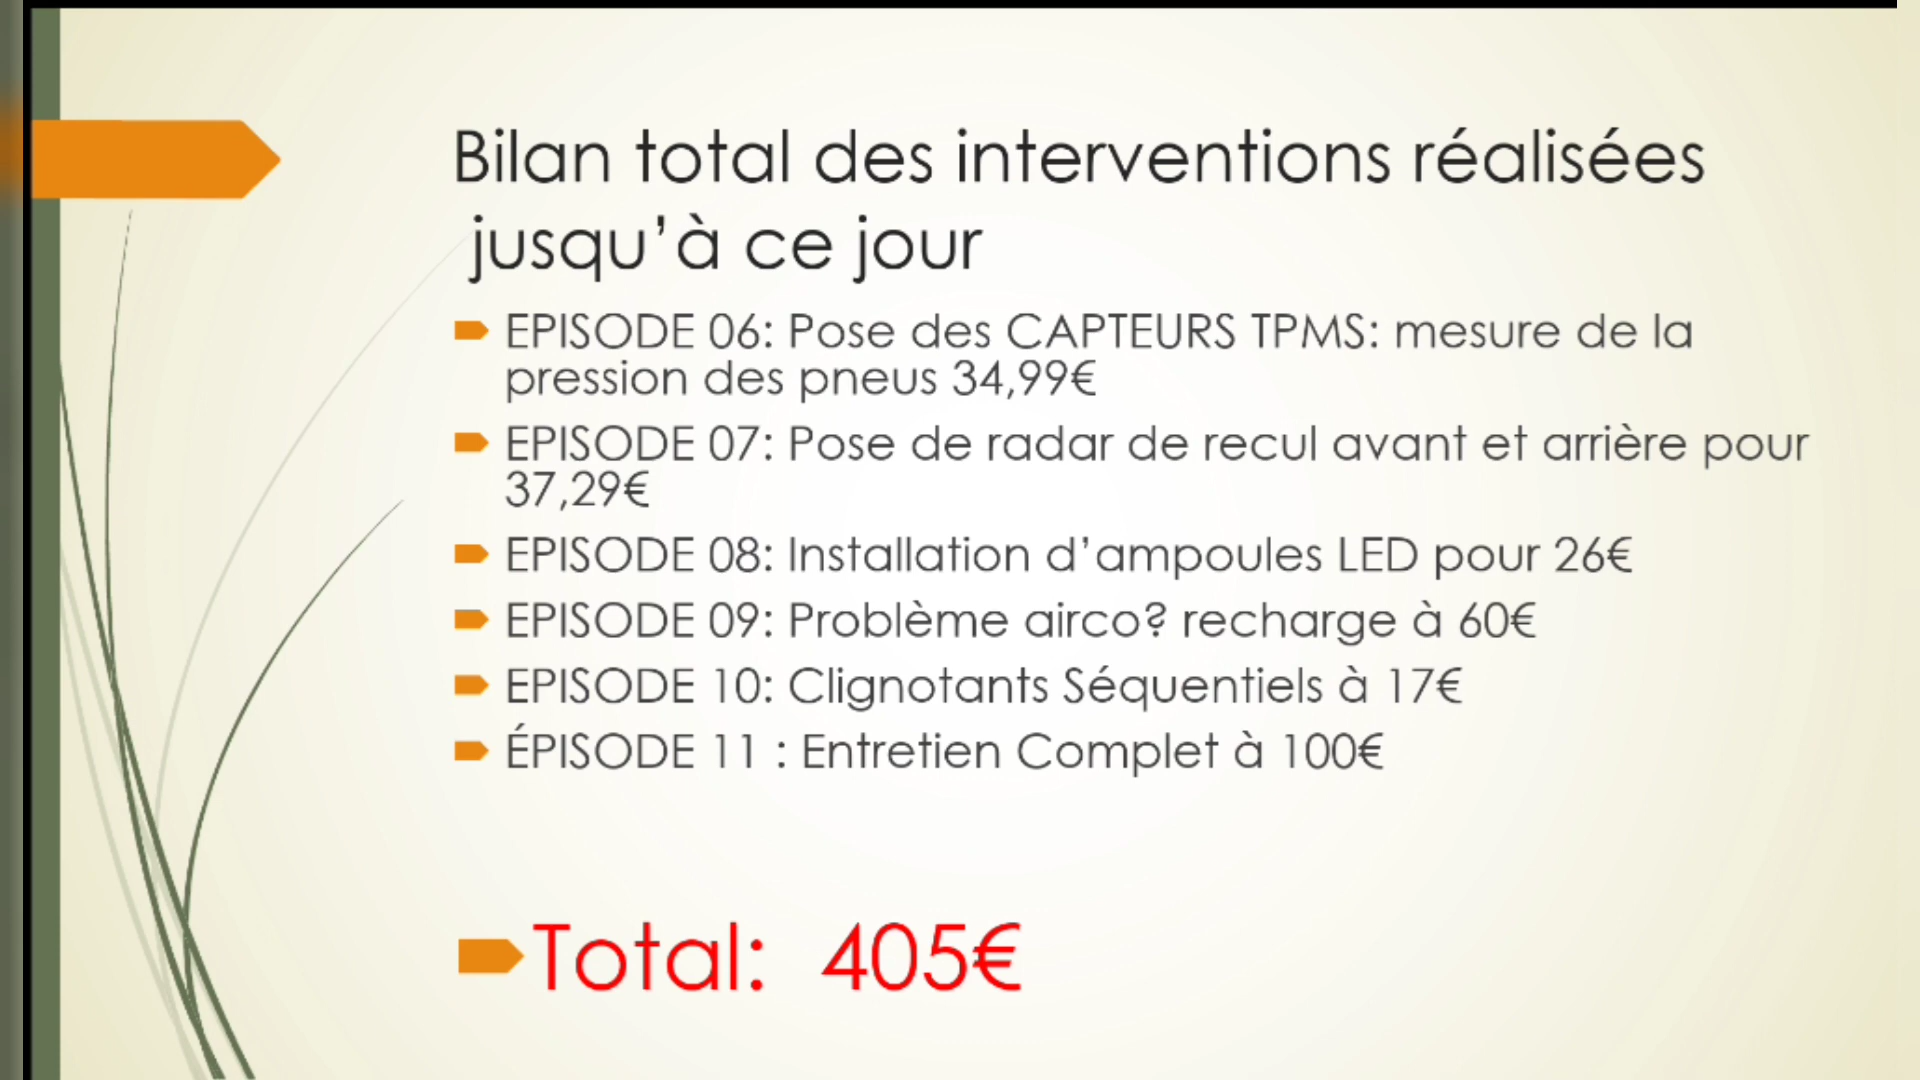 Bilan total des interventions réalisées
jusqu’à ce jour
EPISODE 06: Pose des CAPTEURS TPMS: mesure de la
pression des pneus 34,99€
EPISODE 07: Pose de radar de recul avant et arrière pour
37,29€
EPISODE 08: Installation d’ampoules LED pour 26€
EPISODE 09: Problème airco? recharge à 60€
EPISODE 10: Clignotants Séquentiels à 17€
ÉPISODE 11 : Entretien Complet à 100€
Total: 405€